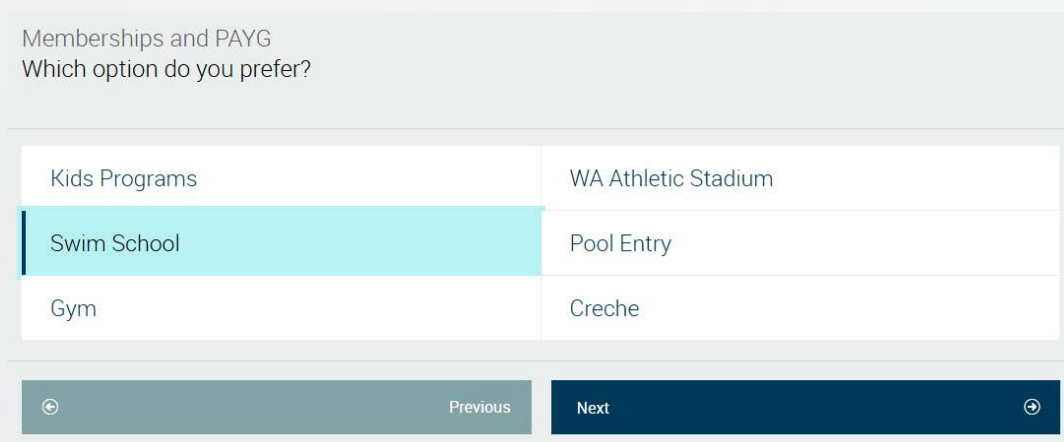 Memberships and PAYG
Which option do you prefer?
Kids Programs
WA Athletic Stadium
Swim School
Pool Entry
Gym
Creche
Previous
Next